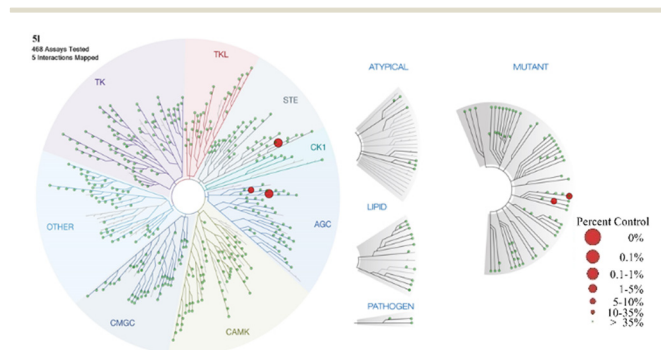 5l
468 Assays Tested
5 Interactions Mapped
TK
TKL
STE
CK1
AGC
CAMK
CMGC
OTHER
ATYPICAL
LIPID
PATHOGEN
MUTANT
Percent Control
0%
0.1%
0.1-1%
1-5%
5-10%
10-35%
> 35%